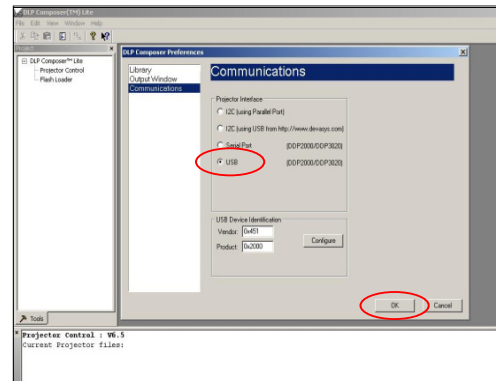 DLP Composer(TM) Lite
File Edit View Window Help
Project
DLP Composer™ Lite
Projector Control
Flash Loader
Tools
DLP Composer Preferences
Library
Output Window
Communications
Communications
Projector Interface
I2C (using Parallel Port)
I2C (using USB from http://www.devasys.com)
Serial Port (DDP2000/DDP3020)
USB (DDP2000/DDP3020)
USB Device Identification
Vendor: 0x451
Product: 0x2000
Configure
OK Cancel
Projector Control : V6.5
Current Projector files: